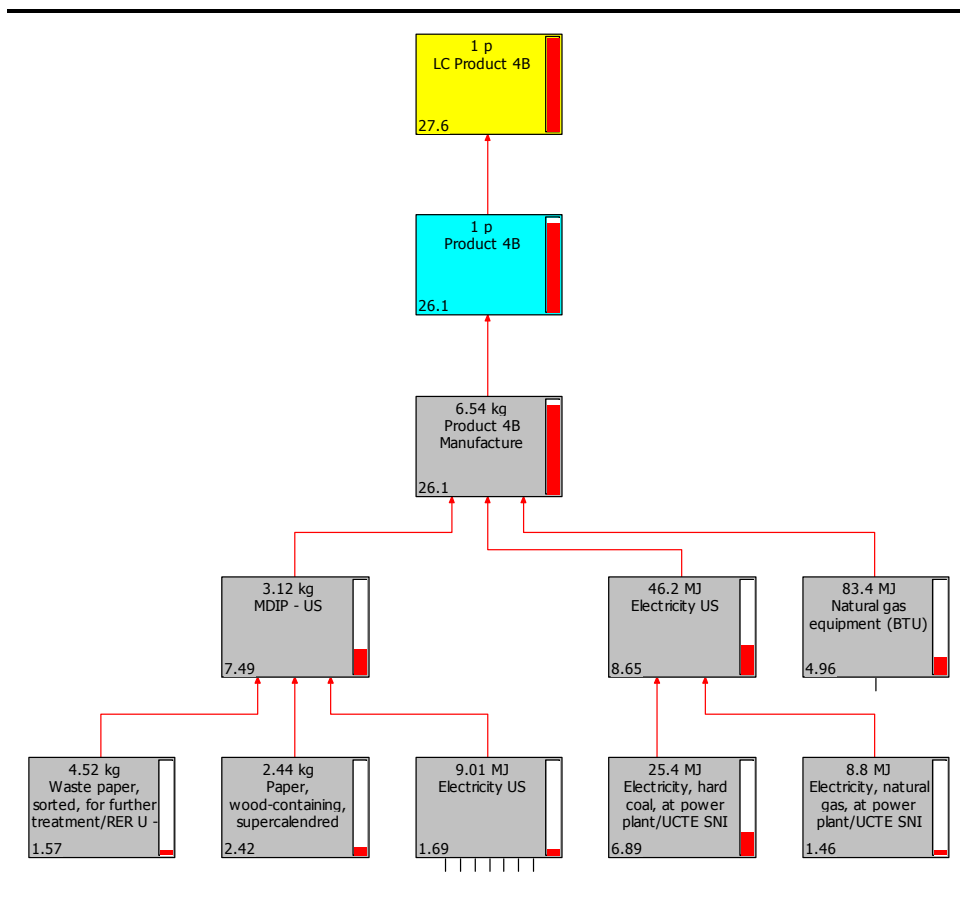 1 p
LC Product 4B
27.6
1 p
Product 4B
26.1
6.54 kg
Product 4B
Manufacture
26.1
3.12 kg
MDIP - US
7.49
46.2 MJ
Electricity US
8.65
83.4 MJ
Natural gas
equipment (BTU)
4.96
4.52 kg
Waste paper,
sorted, for further
treatment/RER U -
1.57
2.44 kg
Paper,
wood-containing,
supercalendred
2.42
9.01 MJ
Electricity US
1.69
25.4 MJ
Electricity, hard
coal, at power
plant/UCTE SNI
6.89
8.8 MJ
Electricity, natural
gas, at power
plant/UCTE SNI
1.46